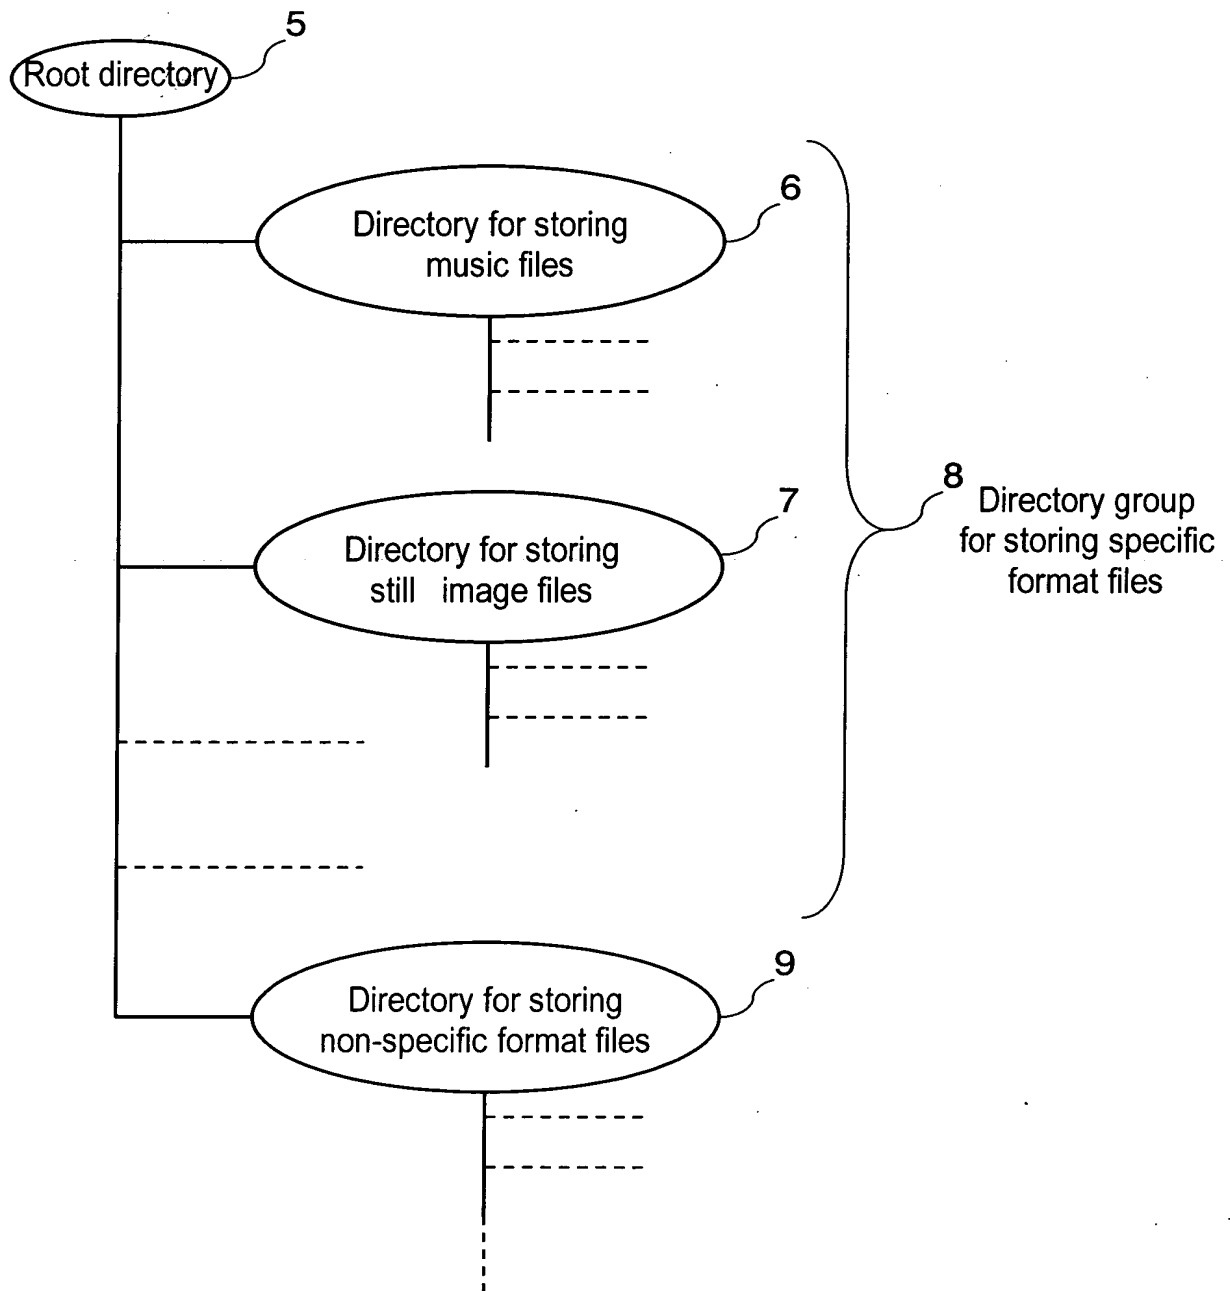 5
Root directory
6
Directory for storing
music files
7
Directory for storing
still image files
8
Directory group
for storing specific
format files
9
Directory for storing
non-specific format files